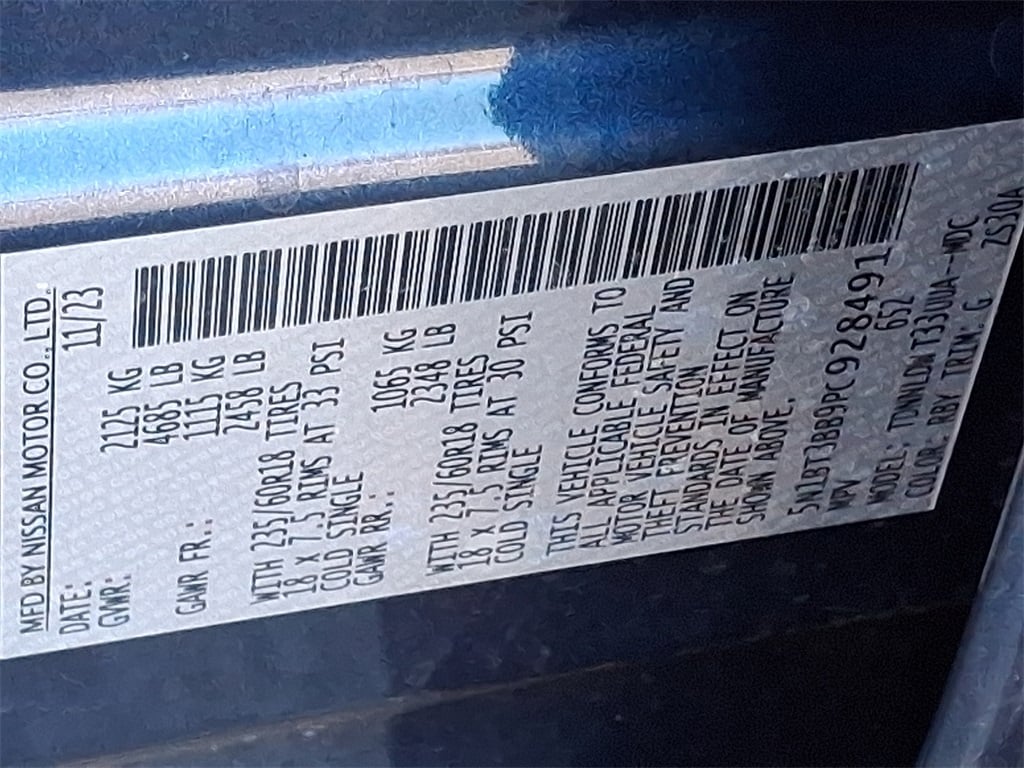 MFD BY NISSAN MOTOR CO., LTD.
DATE: 11/23
GVWR: 2125 KG
4685 LB
GAWR FR.: 1115 KG
2458 LB
WITH 235/60R18 TIRES
18 X 7.5 RIMS AT 33 PSI
COLD SINGLE
GAWR RR.: 1065 KG
2348 LB
WITH 235/60R18 TIRES
18 X 7.5 RIMS AT 30 PSI
COLD SINGLE
THIS VEHICLE CONFORMS TO
ALL APPLICABLE FEDERAL
MOTOR VEHICLE SAFETY AND
THEFT PREVENTION
STANDARDS IN EFFECT ON
THE DATE OF MANUFACTURE
SHOWN ABOVE.
5N1BT3BB9PC928491
MPV 652
MODEL: TDNNLDN T33UUA--NDC
COLOR: RBY TRIM: G ZS30A